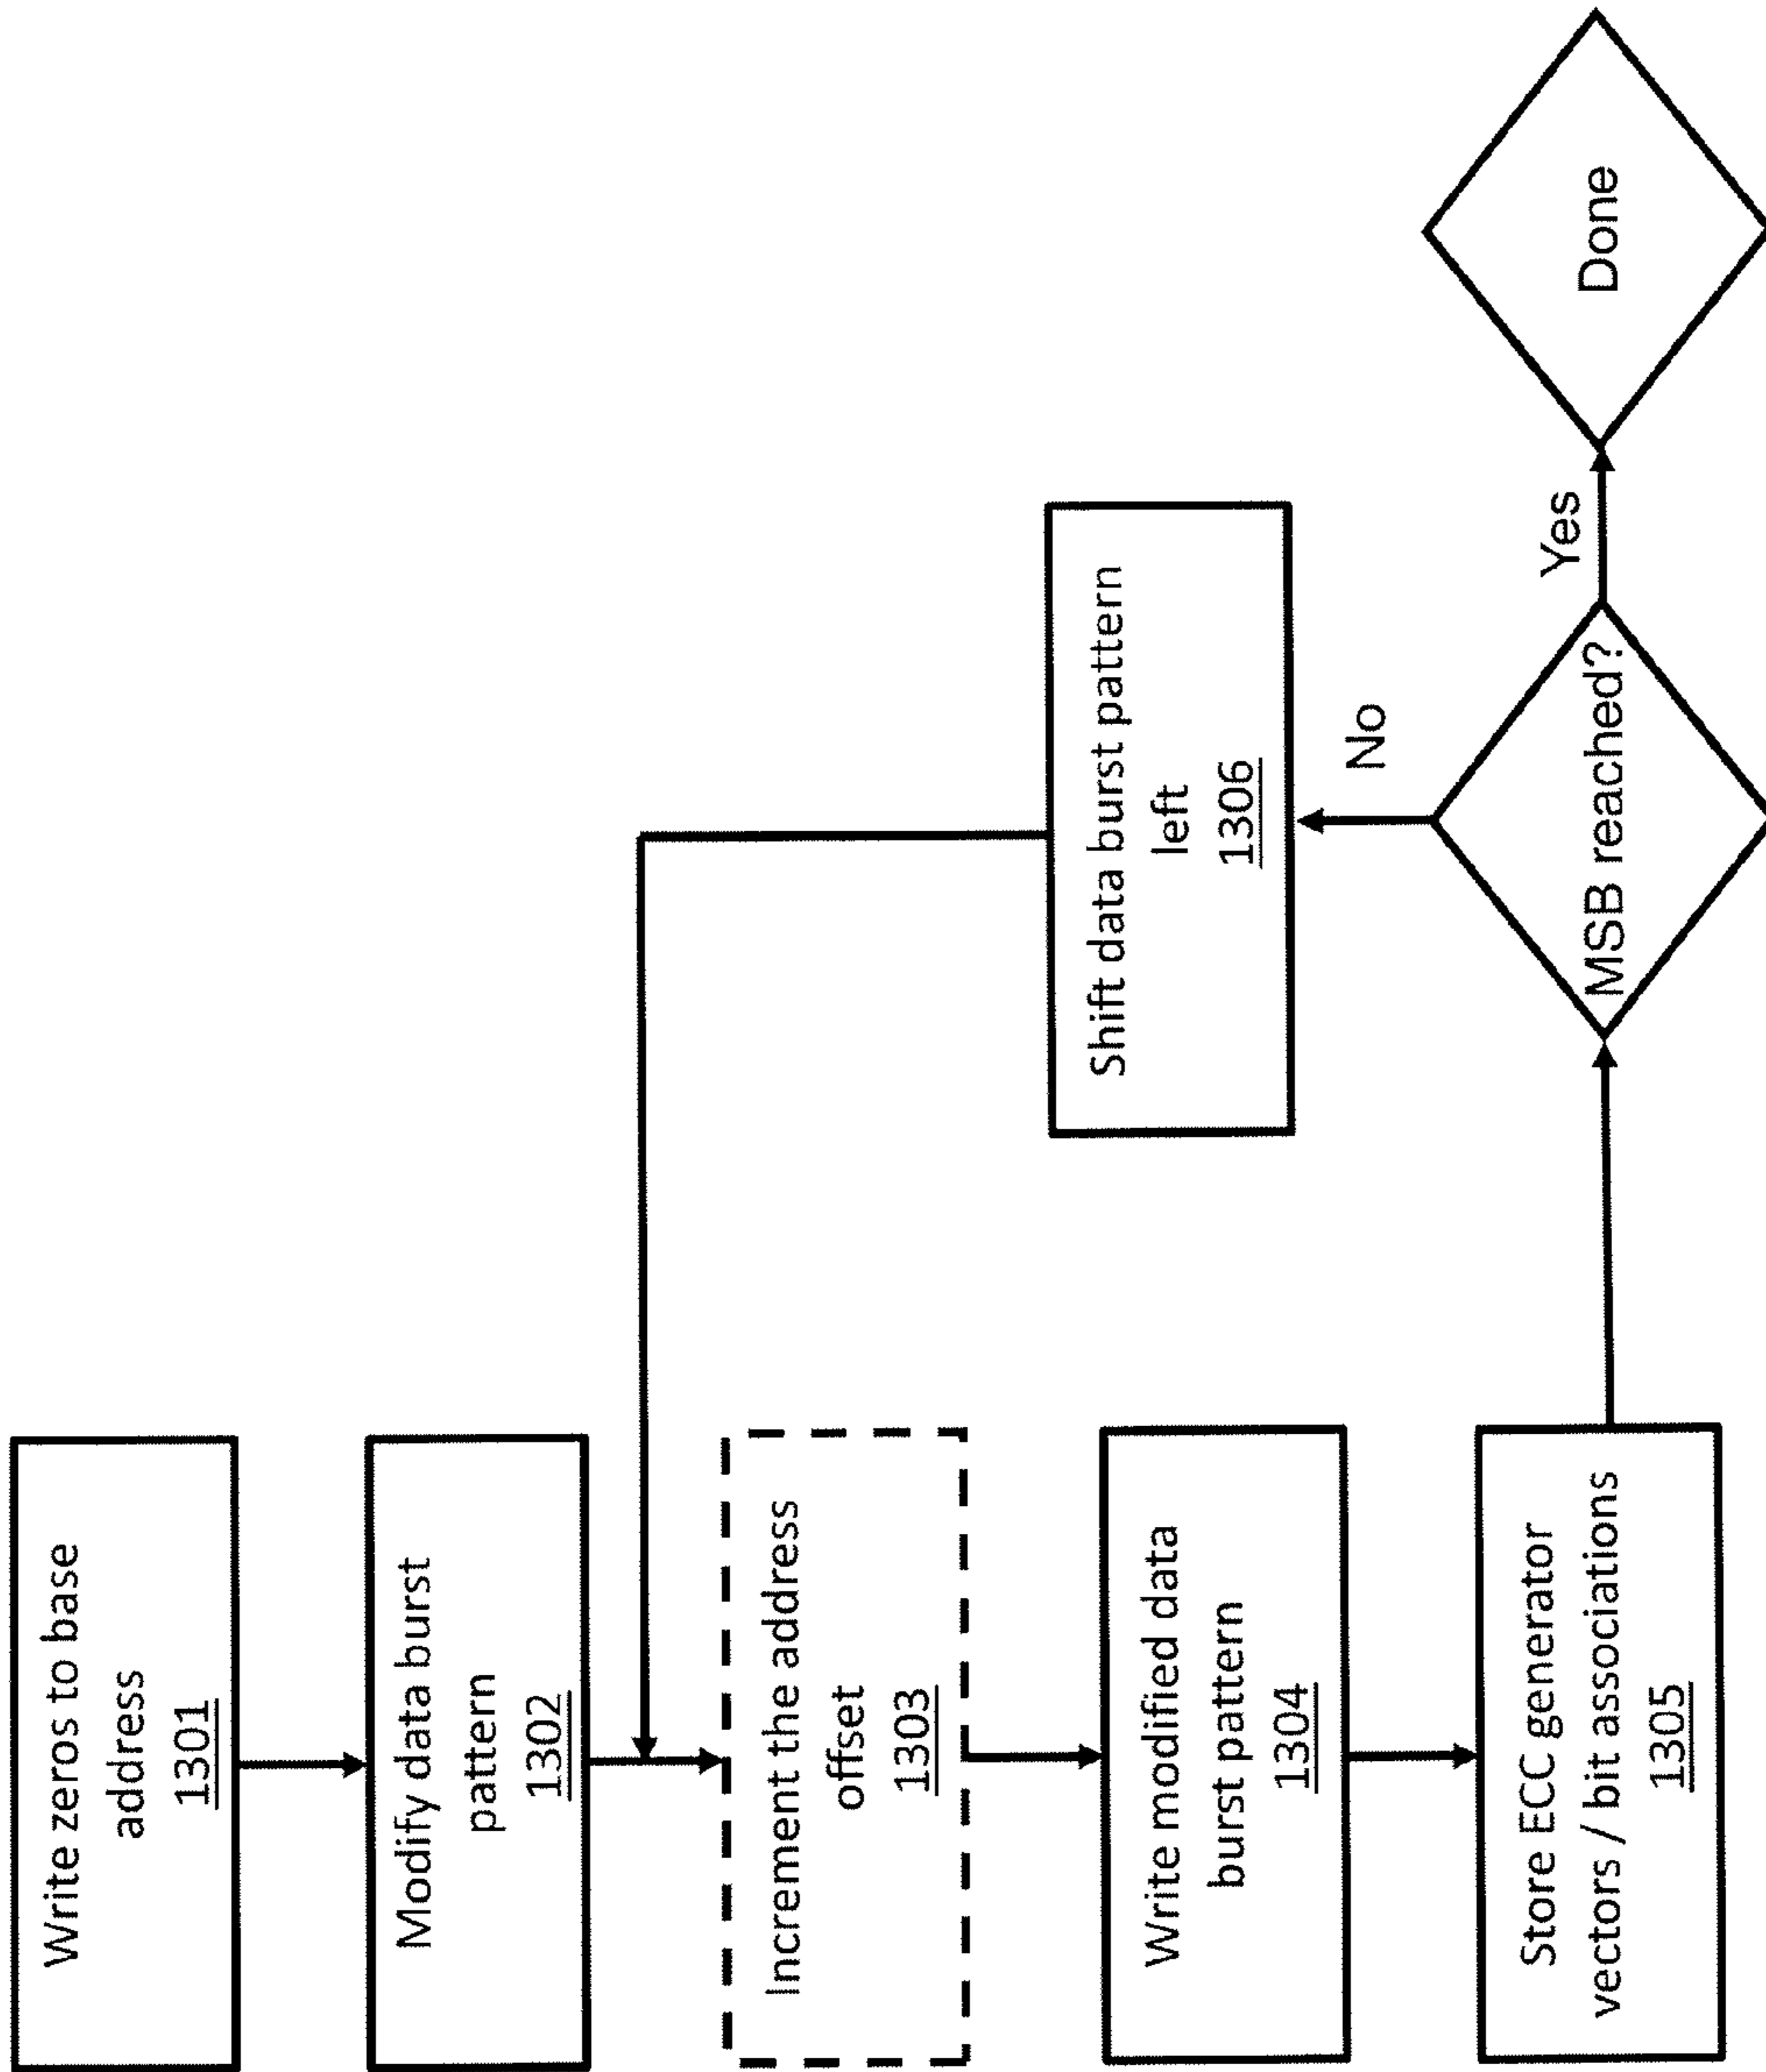 Write zeros to base
address
1301
Modify data burst
pattern
1302
Increment the address
offset
1303
Write modified data
burst pattern
1304
Store ECC generator
vectors / bit associations
1305
Shift data burst pattern
left
1306
No
MSB reached?
Yes
Done